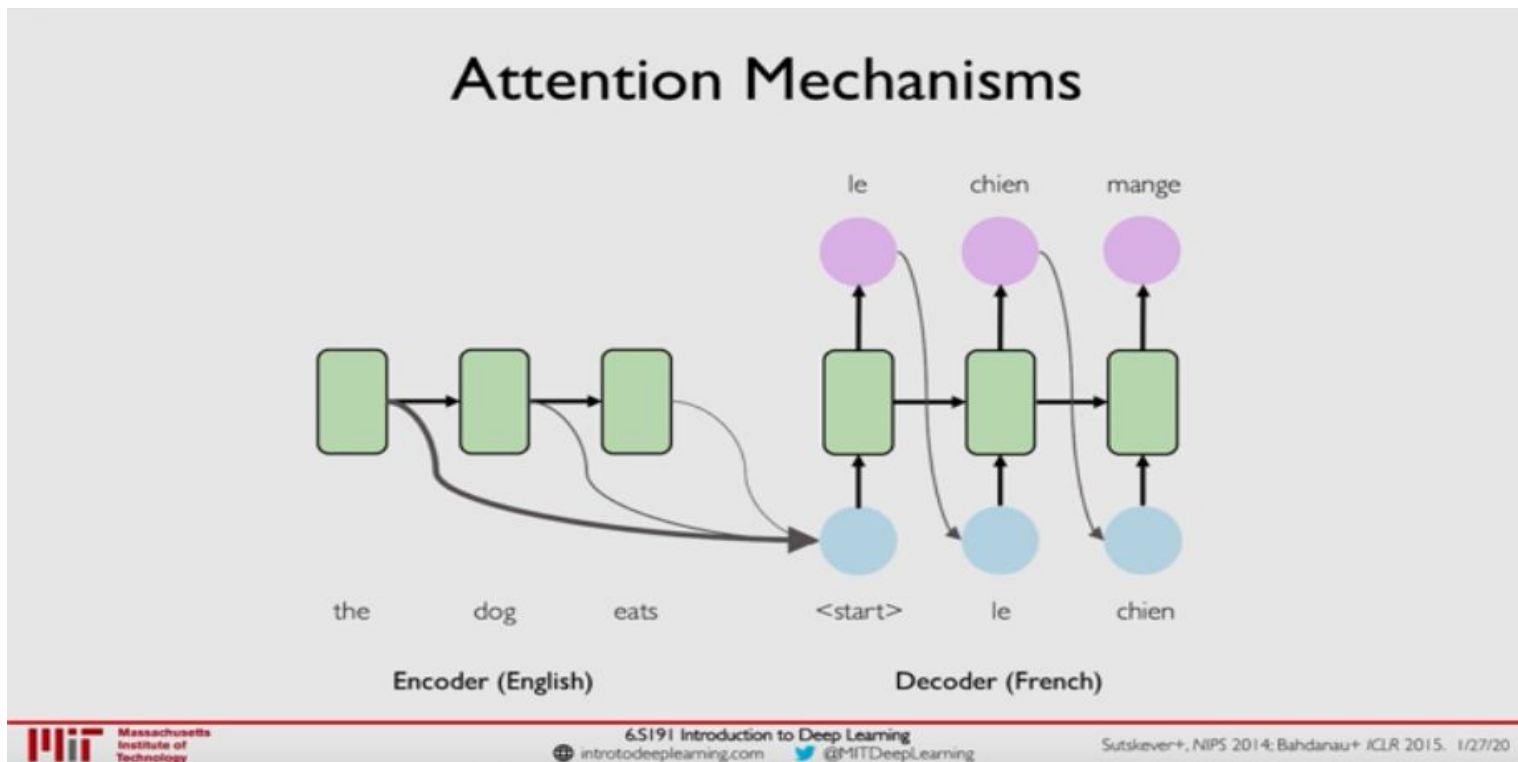 Attention Mechanisms
le chien mange
the dog eats <start> le chien
Encoder (English) Decoder (French)
MIT Massachusetts
Institute of
Technology
6.S191 Introduction to Deep Learning
introtodeeplearning.com @MITDeepLearning
Sutskever+, NIPS 2014; Bahdanau+ ICLR 2015. 1/27/20